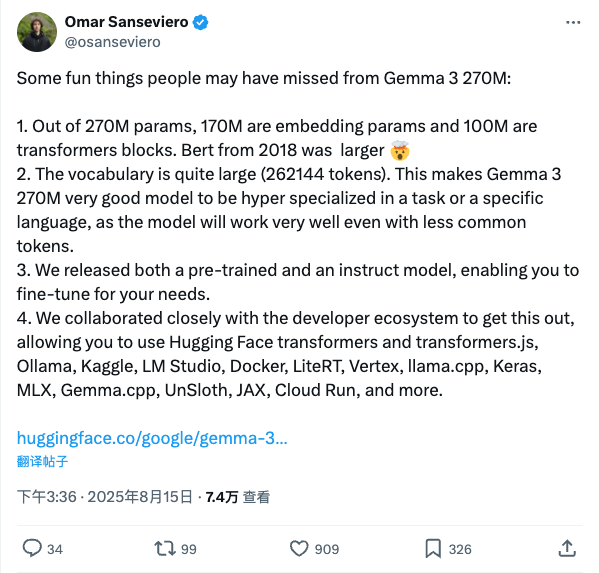 Omar Sanseviero
@osanseviero
Some fun things people may have missed from Gemma 3 270M:
1. Out of 270M params, 170M are embedding params and 100M are
transformers blocks. Bert from 2018 was  larger 🤯
2. The vocabulary is quite large (262144 tokens). This makes Gemma 3
270M very good model to be hyper specialized in a task or a specific
language, as the model will work very well even with less common
tokens.
3. We released both a pre-trained and an instruct model, enabling you to
fine-tune for your needs.
4. We collaborated closely with the developer ecosystem to get this out,
allowing you to use Hugging Face transformers and transformers.js,
Ollama, Kaggle, LM Studio, Docker, LiteRT, Vertex, llama.cpp, Keras,
MLX, Gemma.cpp, UnSloth, JAX, Cloud Run, and more.
huggingface.co/google/gemma-3...
翻译帖子
下午3:36 · 2025年8月15日 · 7.4万 查看
34 99 909 326